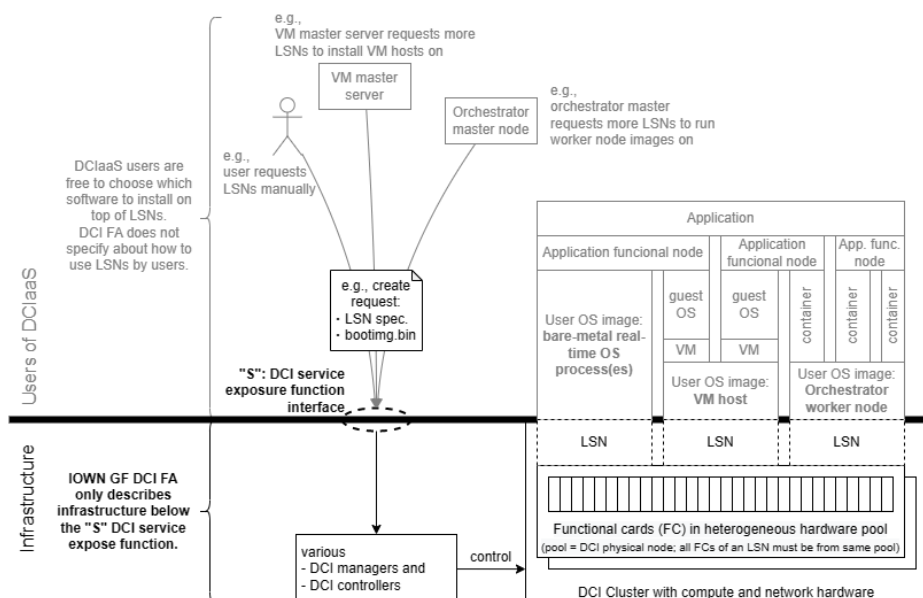 e.g.,
VM master server requests more
LSNs to install VM hosts on
VM master
server
e.g.,
orchestrator master
requests more LSNs to run
worker node images on
Orchestrator
master node
e.g.,
user requests
LSNs manually
DCIaaS users are
free to choose which
software to install on
top of LSNs.
DCI FA does not
specify about how to
use LSNs by users.
Users of DCIaaS
e.g., create
request:
· LSN spec.
· bootimg.bin
"S": DCI service
exposure function
interface
Application
Application funcional node
Application
funcional node
App. func.
node
User OS image:
bare-metal real-
time OS
process(es)
guest
OS
guest
OS
VM
VM
container
container
container
User OS image:
VM host
User OS image:
Orchestrator
worker node
LSN
LSN
LSN
Infrastructure
IOWN GF DCI FA
only describes
infrastructure below
the "S" DCI service
expose function.
various
- DCI managers and
- DCI controllers
control
Functional cards (FC) in heterogeneous hardware pool
(pool = DCI physical node; all FCs of an LSN must be from same pool)
DCI Cluster with compute and network hardware